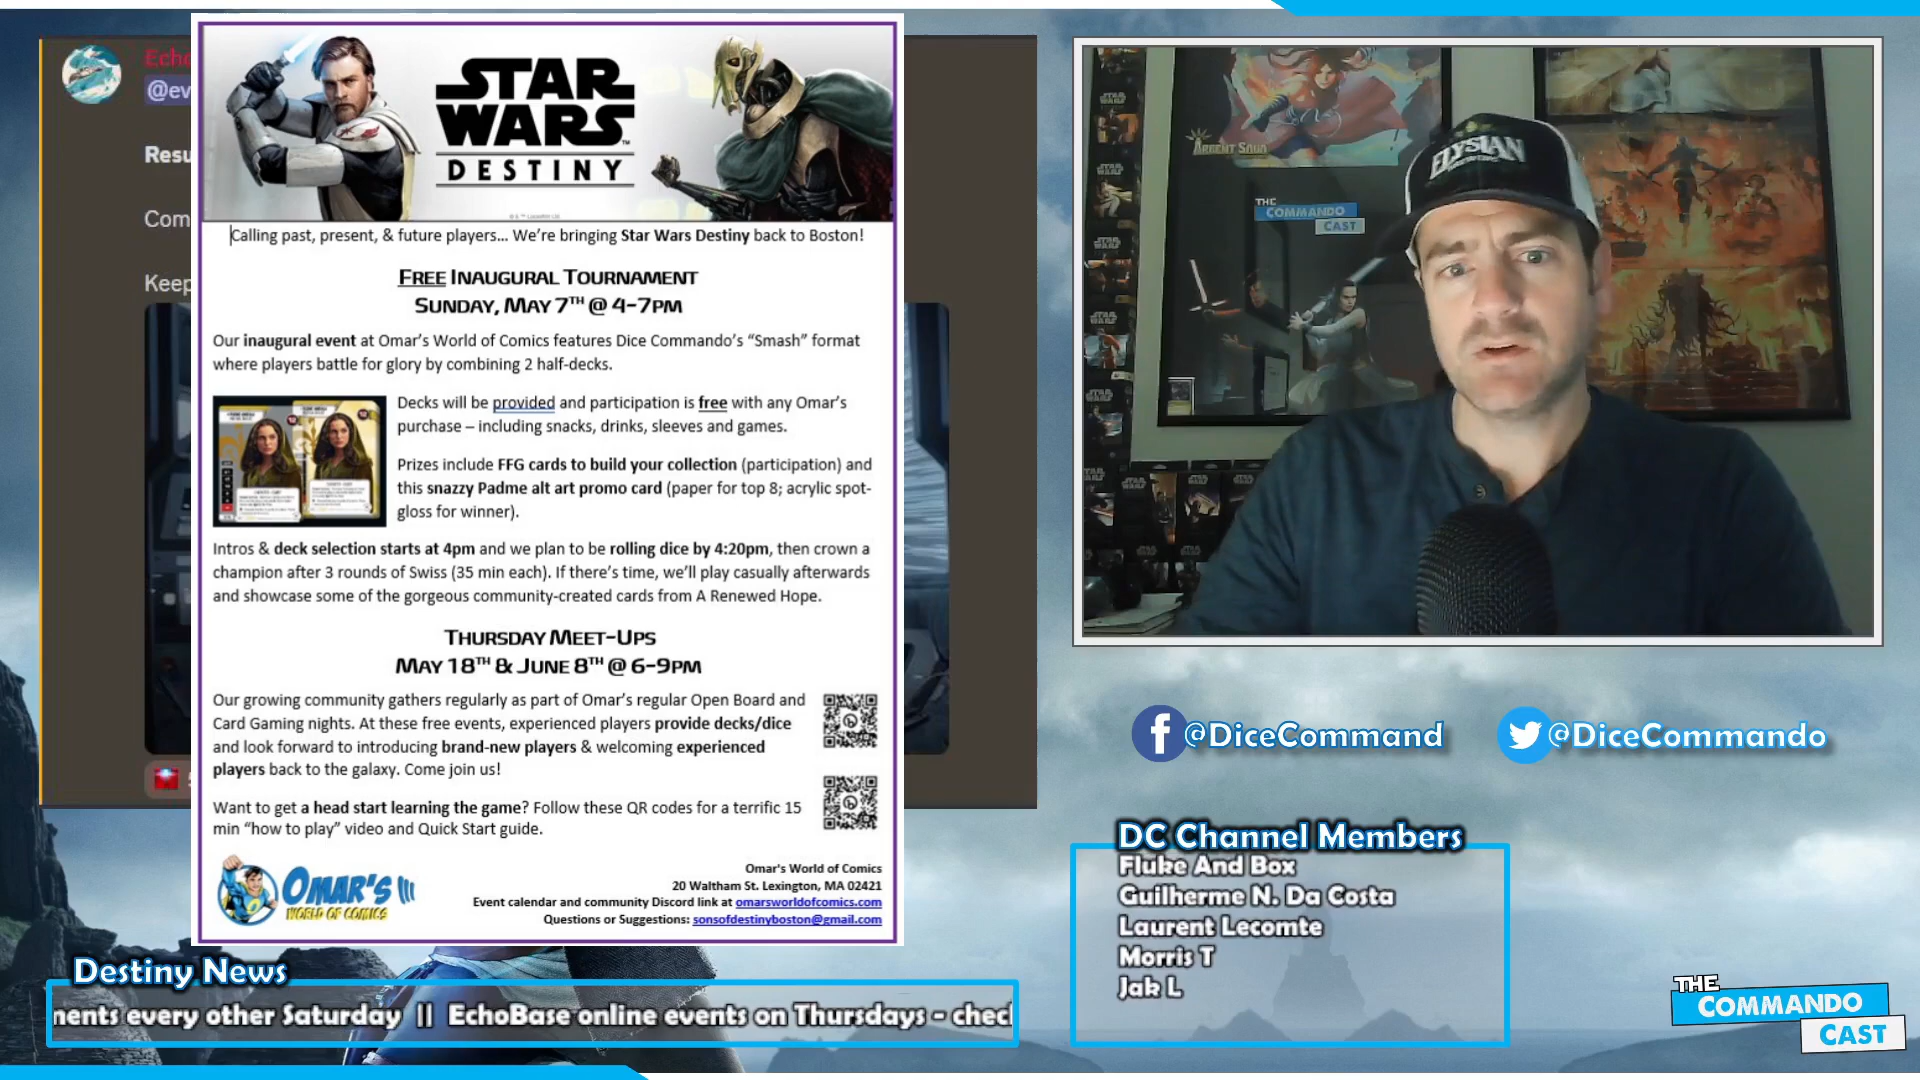 Echo
@ev
Resu
Com
Keep
STAR
WARS
DESTINY
Calling past, present, & future players... We're bringing Star Wars Destiny back to Boston!
FREE INAUGURAL TOURNAMENT
SUNDAY, MAY 7TH @ 4-7PM
Our inaugural event at Omar's World of Comics features Dice Commando's "Smash" format
where players battle for glory by combining 2 half-decks.
Decks will be provided and participation is free with any Omar's
purchase – including snacks, drinks, sleeves and games.
Prizes include FFG cards to build your collection (participation) and
this snazzy Padme alt art promo card (paper for top 8; acrylic spot-
gloss for winner).
Intros & deck selection starts at 4pm and we plan to be rolling dice by 4:20pm, then crown a
champion after 3 rounds of Swiss (35 min each). If there's time, we'll play casually afterwards
and showcase some of the gorgeous community-created cards from A Renewed Hope.
THURSDAY MEET-UPS
MAY 18TH & JUNE 8TH @ 6-9PM
Our growing community gathers regularly as part of Omar's regular Open Board and
Card Gaming nights. At these free events, experienced players provide decks/dice
and look forward to introducing brand-new players & welcoming experienced
players back to the galaxy. Come join us!
Want to get a head start learning the game? Follow these QR codes for a terrific 15
min "how to play" video and Quick Start guide.
OMAR'S
WORLD OF COMICS
Omar's World of Comics
20 Waltham St. Lexington, MA 02421
Event calendar and community Discord link at omarsworldofcomics.com
Questions or Suggestions: sonsofdestinyboston@gmail.com
Destiny News
nents every other Saturday || EchoBase online events on Thursdays - chec
ARGENT SAGA
THE
COMMANDO
CAST
ELYSIAN
STAR WARS
@DiceCommand
@DiceCommando
DC Channel Members
Fluke And Box
Guilherme N. Da Costa
Laurent Lecomte
Morris T
Jak L
THE
COMMANDO
CAST